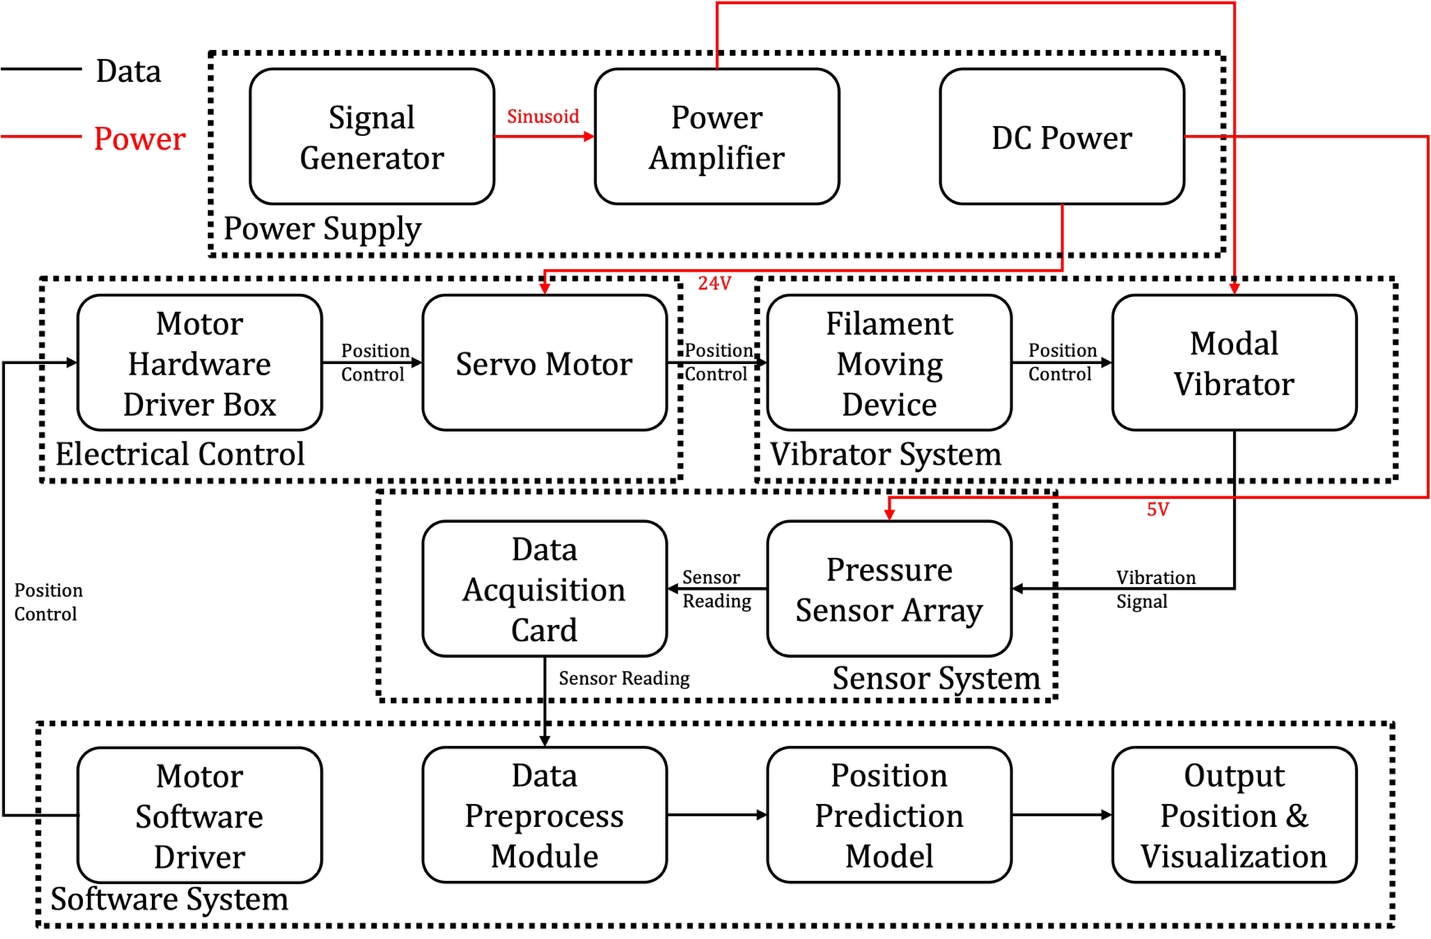 Data
Power
Signal
Generator
Sinusoid
Power
Amplifier
DC Power
Power Supply
24V
Motor
Hardware
Driver Box
Position
Control
Servo Motor
Position
Control
Filament
Moving
Device
Position
Control
Modal
Vibrator
Electrical Control
Vibrator System
5V
Data
Acquisition
Card
Sensor
Reading
Pressure
Sensor Array
Vibration
Signal
Position
Control
Sensor Reading
Sensor System
Motor
Software
Driver
Data
Preprocess
Module
Position
Prediction
Model
Output
Position &
Visualization
Software System